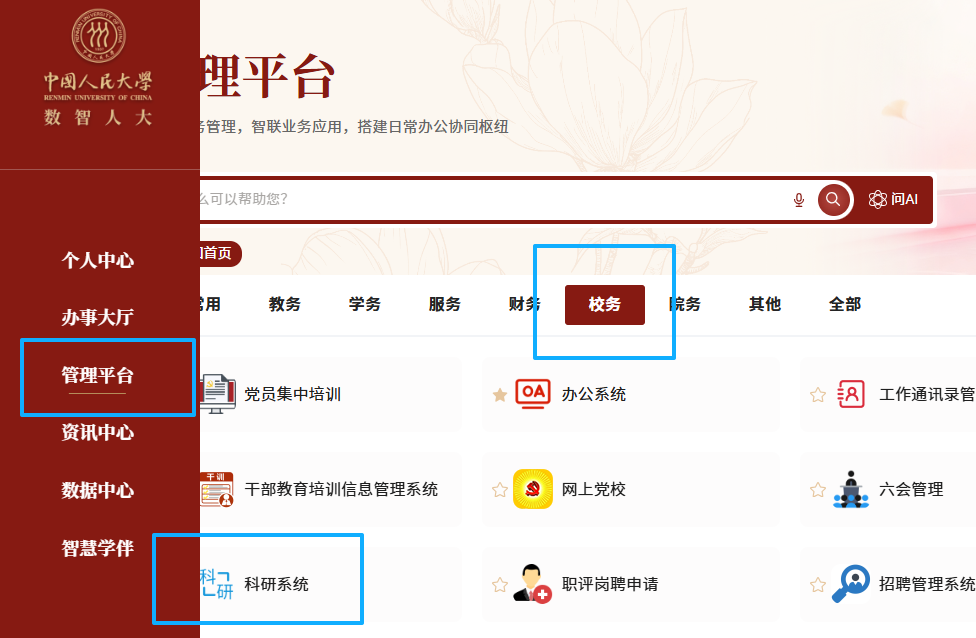 中国人民大学
RENMIN UNIVERSITY OF CHINA
数智人大
个人中心
办事大厅
管理平台
资讯中心
数据中心
智慧学伴
理平台
务管理，智联业务应用，搭建日常办公协同枢纽
么可以帮助您？
问AI
回首页
常用 教务 学务 服务 财务 校务 院务 其他 全部
党员集中培训
OA
办公系统
工作通讯录管
干训
干部教育培训信息管理系统
网上党校
六会管理
科研
科研系统
职评岗聘申请
招聘管理系统